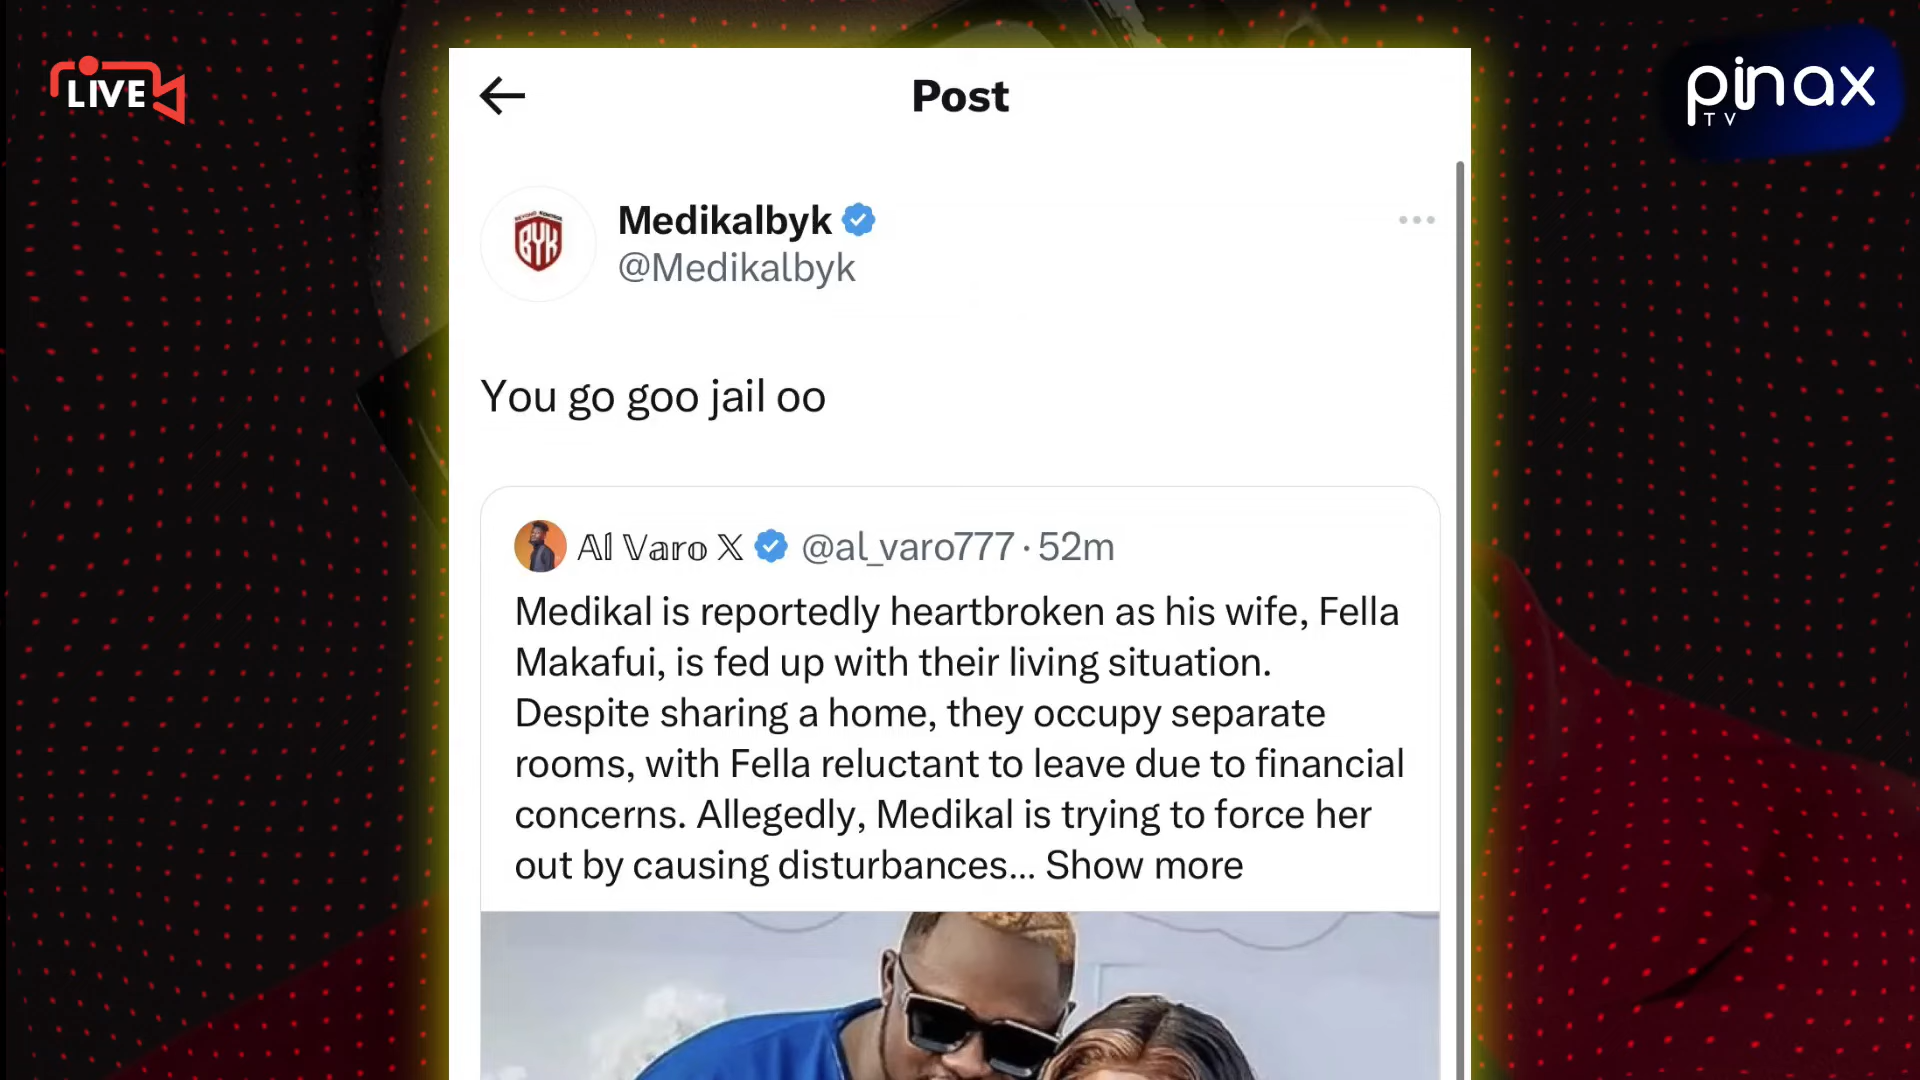 LIVE
pinax
TV
Post
Medikalbyk
@Medikalbyk
BYK
You go goo jail oo
Al Varo X @al_varo777 · 52m
Medikal is reportedly heartbroken as his wife, Fella
Makafui, is fed up with their living situation.
Despite sharing a home, they occupy separate
rooms, with Fella reluctant to leave due to financial
concerns. Allegedly, Medikal is trying to force her
out by causing disturbances... Show more